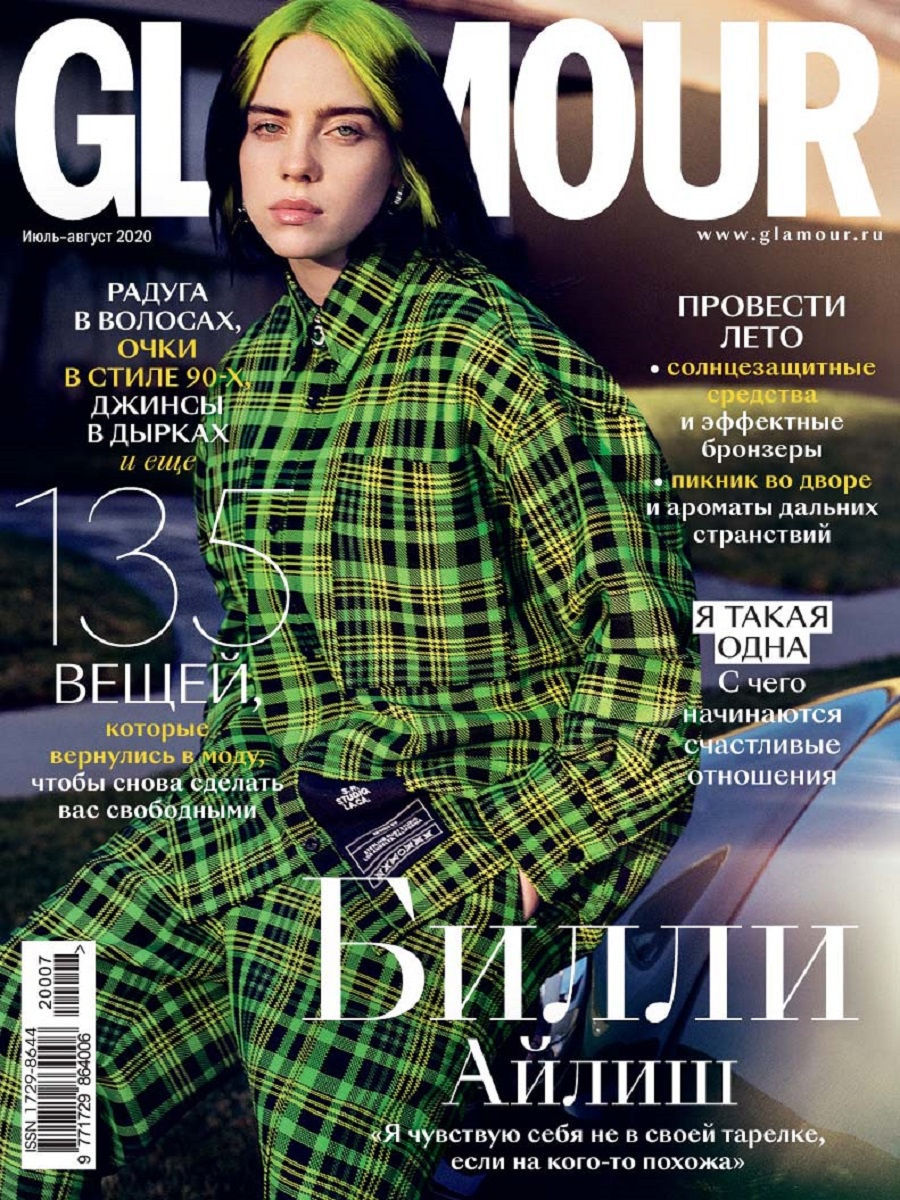 GLAMOUR
Июль–август 2020
www.glamour.ru
РАДУГА
В ВОЛОСАХ,
ОЧКИ
В СТИЛЕ 90-Х,
ДЖИНСЫ
В ДЫРКАХ
и еще
135
ВЕЩЕЙ,
которые
вернулись в моду,
чтобы снова сделать
вас свободными
ПРОВЕСТИ
ЛЕТО
• солнцезащитные
средства
и эффектные
бронзеры
• пикник во дворе
и ароматы дальних
странствий
Я ТАКАЯ
ОДНА
С чего
начинаются
счастливые
отношения
S.R.
STUDIO.
LA.CA.
Билли
Айлиш
«Я чувствую себя не в своей тарелке,
если на кого-то похожа»
ISSN 1729-8644
20007
9 771729 864006